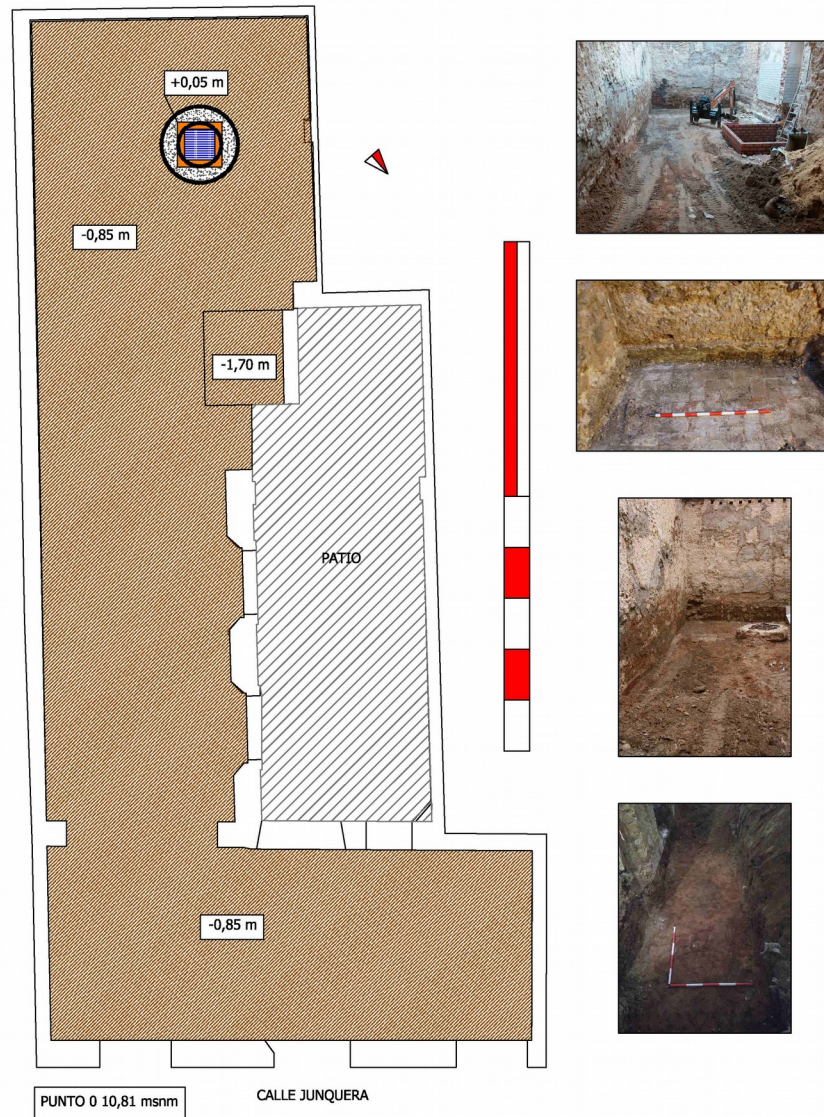 +0,05 m
-0,85 m
-1,70 m
PATIO
-0,85 m
PUNTO 0 10,81 msnm
CALLE JUNQUERA